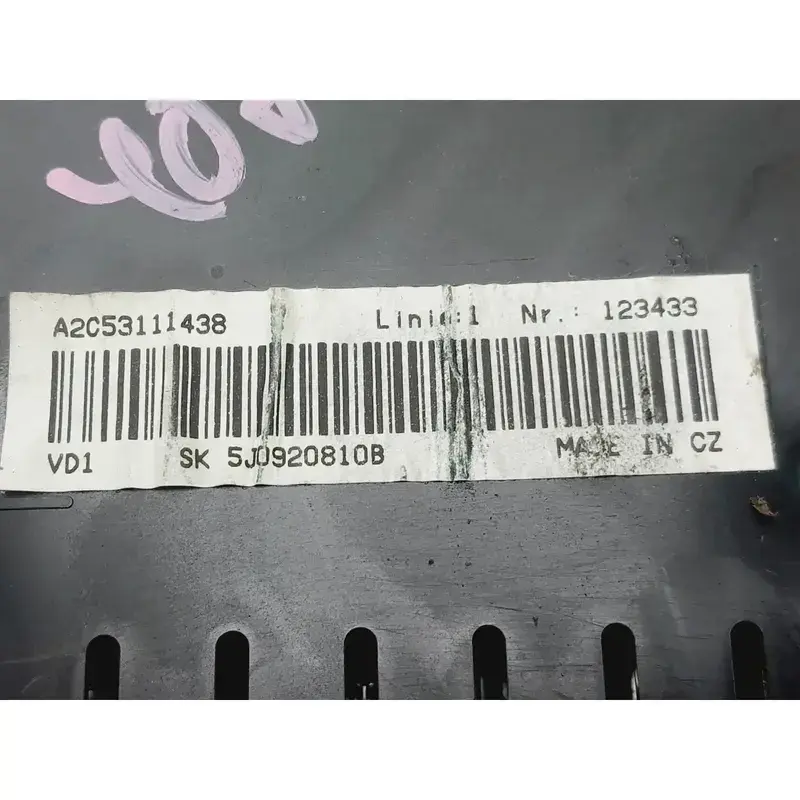 A2C53111438 Linie:1 Nr.: 123433
VD1 SK 5J0920810B MADE IN CZ